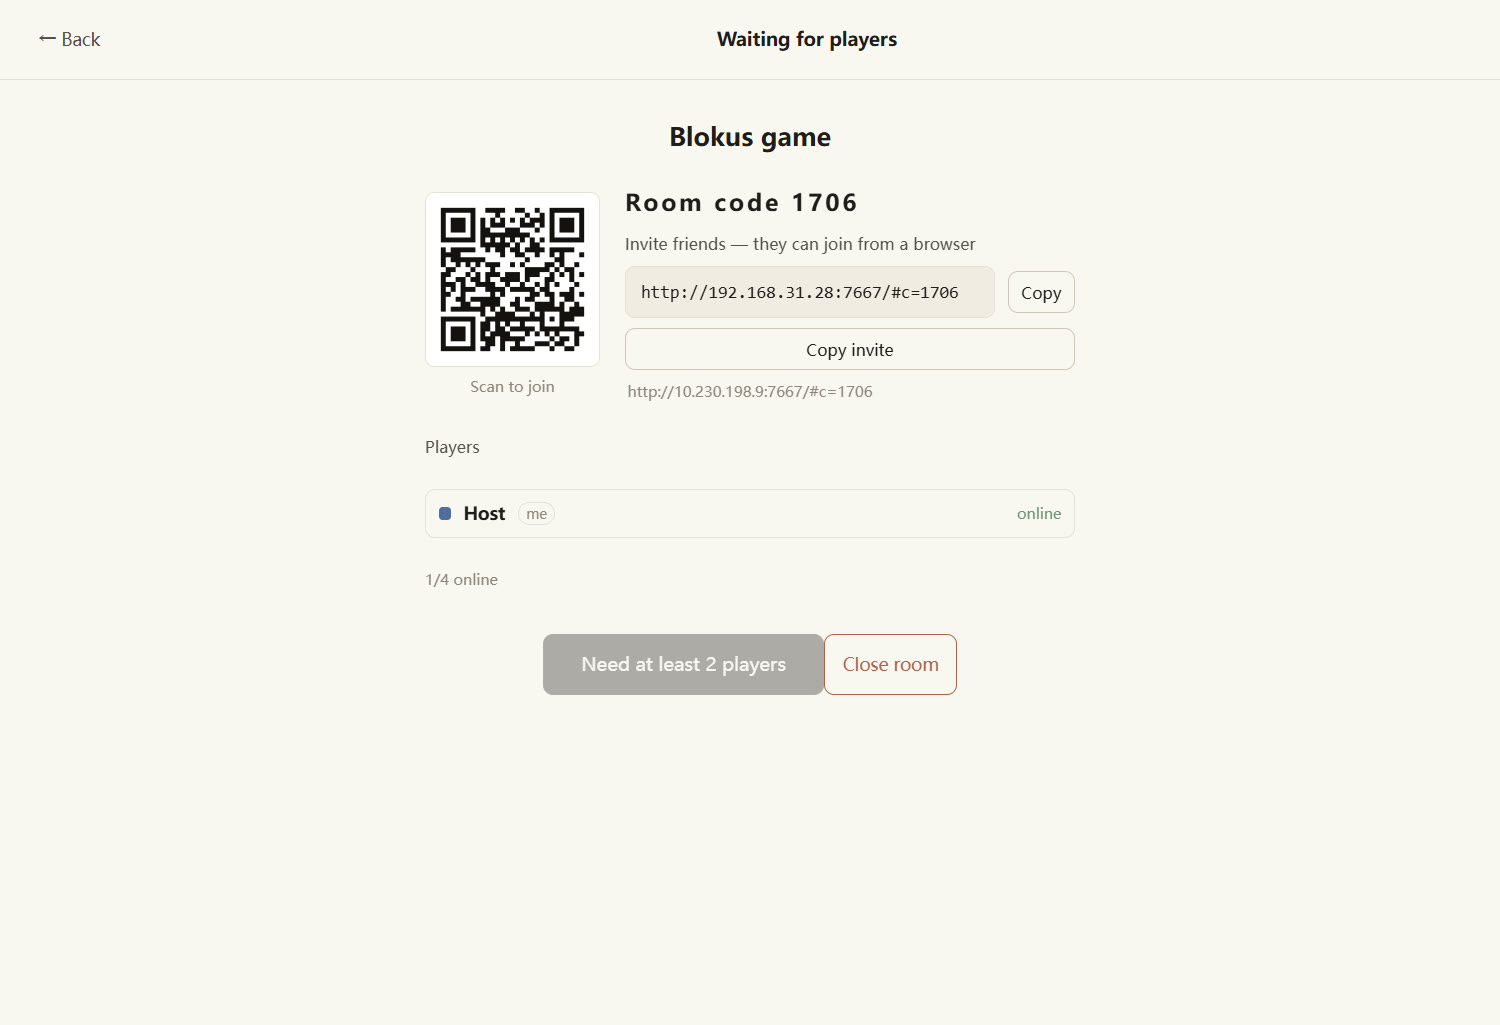 ← Back
Waiting for players
Blokus game
Room code 1706
Invite friends — they can join from a browser
http://192.168.31.28:7667/#c=1706
Copy
Copy invite
Scan to join
http://10.230.198.9:7667/#c=1706
Players
Host me online
1/4 online
Need at least 2 players
Close room